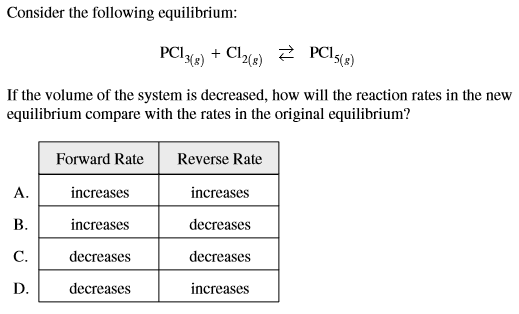 Consider the following equilibrium:
PCl₃₍g₎ + Cl₂₍g₎ ⇄ PCl₅₍g₎
If the volume of the system is decreased, how will the reaction rates in the new
equilibrium compare with the rates in the original equilibrium?
Forward Rate Reverse Rate
A. increases increases
B. increases decreases
C. decreases decreases
D. decreases increases